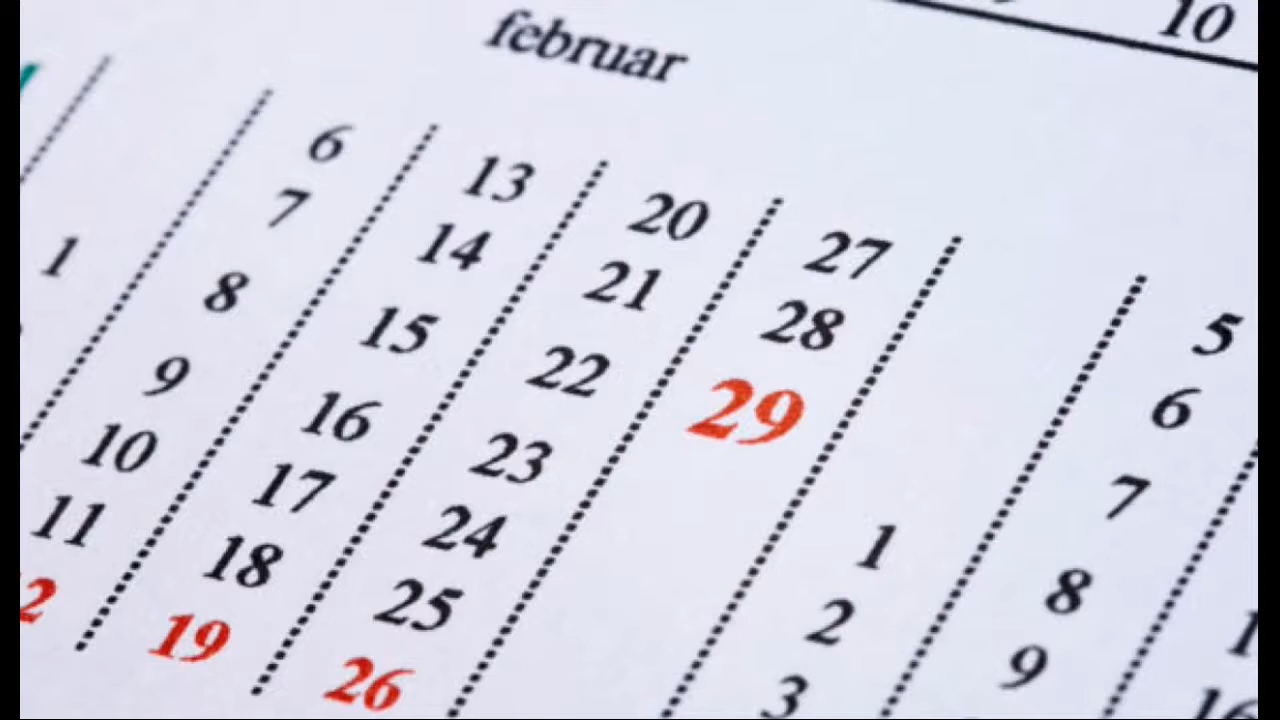 10
februar
6 13 20 27
7 14 21 28 5
1 8 15 22 29 6
9 16 23 7
10 17 24 1 8
11 18 25 2 9
2 19 26 3